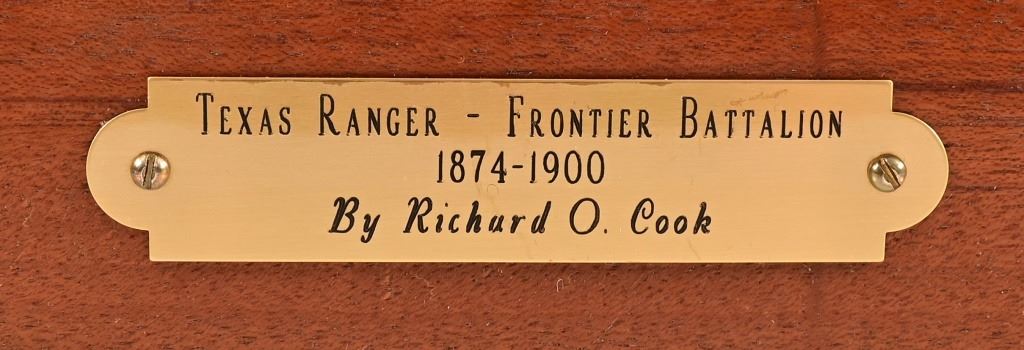 Texas Ranger - Frontier Battalion
1874-1900
By Richard O. Cook